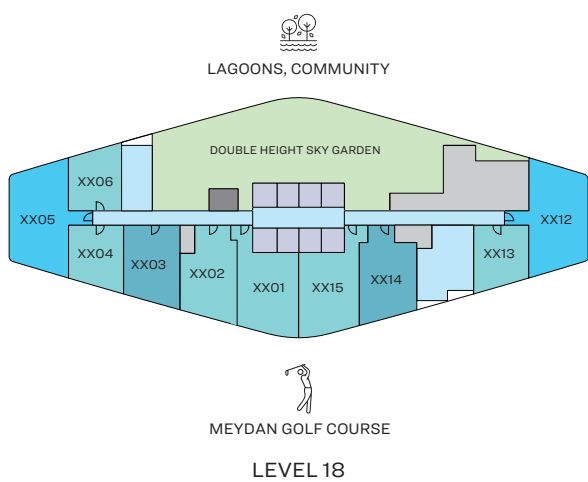 LAGOONS, COMMUNITY
DOUBLE HEIGHT SKY GARDEN
XX06
XX05
XX12
XX04
XX03
XX02
XX01
XX15
XX14
XX13
MEYDAN GOLF COURSE
LEVEL 18